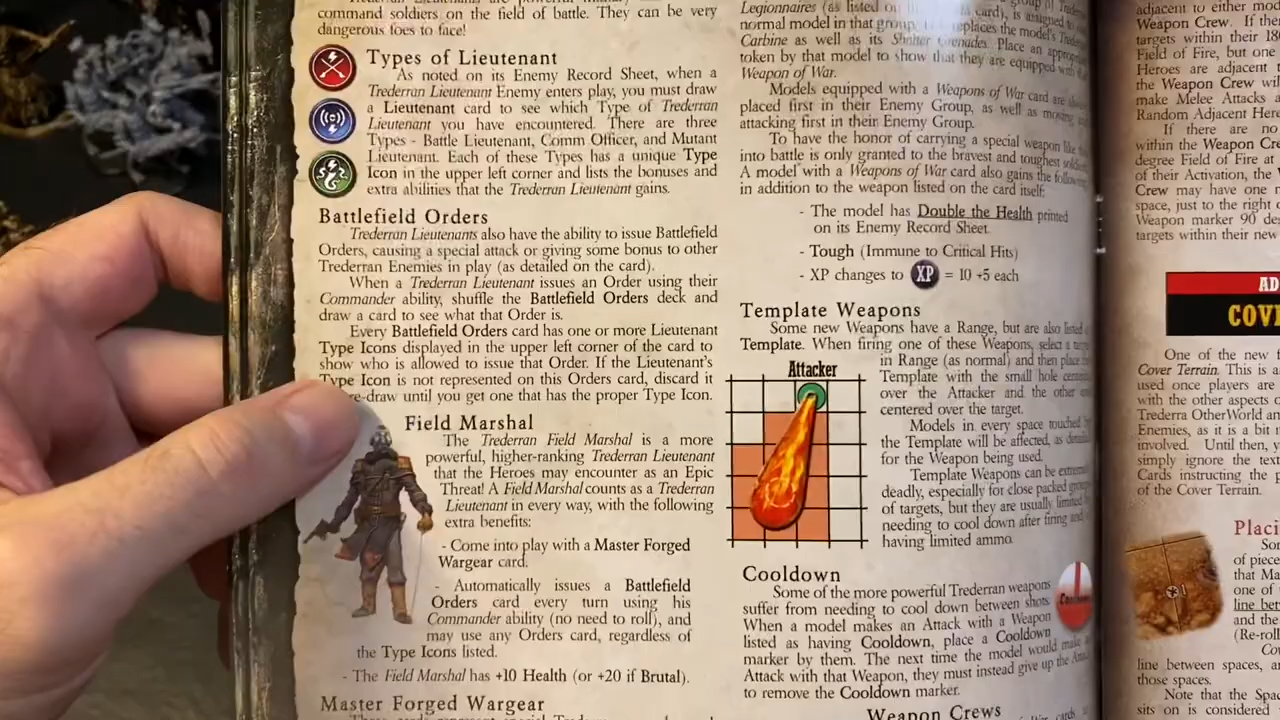 command soldiers on the field of battle. They can be very
dangerous foes to face!
Types of Lieutenant
As noted on its Enemy Record Sheet, when a
Trederran Lieutenant Enemy enters play, you must draw
a Lieutenant card to see which Type of Trederran
Lieutenant you have encountered. There are three
Types - Battle Lieutenant, Comm Officer, and Mutant
Lieutenant. Each of these Types has a unique Type
Icon in the upper left corner and lists the bonuses and
extra abilities that the Trederran Lieutenant gains.
Battlefield Orders
Trederran Lieutenants also have the ability to issue Battlefield
Orders, causing a special attack or giving some bonus to other
Trederran Enemies in play (as detailed on the card).
When a Trederran Lieutenant issues an Order using their
Commander ability, shuffle the Battlefield Orders deck and
draw a card to see what that Order is.
Every Battlefield Orders card has one or more Lieutenant
Type Icons displayed in the upper left corner of the card to
show who is allowed to issue that Order. If the Lieutenant's
Type Icon is not represented on this Orders card, discard it
re-draw until you get one that has the proper Type Icon.
Field Marshal
The Trederran Field Marshal is a more
powerful, higher-ranking Trederran Lieutenant
that the Heroes may encounter as an Epic
Threat! A Field Marshal counts as a Trederran
Lieutenant in every way, with the following
extra benefits:
- Come into play with a Master Forged
Wargear card.
- Automatically issues a Battlefield
Orders card every turn using his
Commander ability (no need to roll), and
may use any Orders card, regardless of
the Type Icons listed.
- The Field Marshal has +10 Health (or +20 if Brutal).
Master Forged Wargear
Legionnaires (as listed on card), is assigned
normal model in that group. replaces the model's
Carbine as well as its Shatter Grenades. Place an
token by that model to show that they are equipped with
Weapon of War.
Models equipped with a Weapons of War card are
placed first in their Enemy Group, as well as moving
attacking first in their Enemy Group.
To have the honor of carrying a special weapon like
into battle is only granted to the bravest and toughest
A model with a Weapons of War card also gains the following
in addition to the weapon listed on the card itself:
- The model has Double the Health printed
on its Enemy Record Sheet.
- Tough (Immune to Critical Hits)
- XP changes to XP = 10 +5 each
Template Weapons
Some new Weapons have a Range, but are also listed
Template. When firing one of these Weapons, select a
in Range (as normal) and then place
Template with the small hole
over the Attacker and the other
centered over the target.
Attacker
Models in every space touched
the Template will be affected, as
for the Weapon being used.
Template Weapons can be
deadly, especially for close packed
of targets, but they are usually limited
needing to cool down after firing and
having limited ammo.
Cooldown
Some of the more powerful Trederran weapons
suffer from needing to cool down between shots.
When a model makes an Attack with a Weapon
listed as having Cooldown, place a Cooldown
marker by them. The next time the model would make
Attack with that Weapon, they must instead give up the
to remove the Cooldown marker.
Weapon Crews
adjacent to either
Weapon Crew. If
targets within their
Field of Fire, but one
Heroes are adjacent
the Weapon Crew
make Melee Attacks
Random Adjacent
If there are no
within the Weapon
degree Field of Fire at
of their Activation, the
Crew may have one
space, just to the right
Weapon marker 90
targets within their new
One of the new
Cover Terrain. This is
used once players are
with the other aspects
Trederra OtherWorld
Enemies, as it is a bit
involved. Until then,
simply ignore the text
Cards instructing the
of the Cover Terrain.
of
that
one of
and the
(Re-roll
line between spaces,
those spaces.
Note that the
sits on is considered